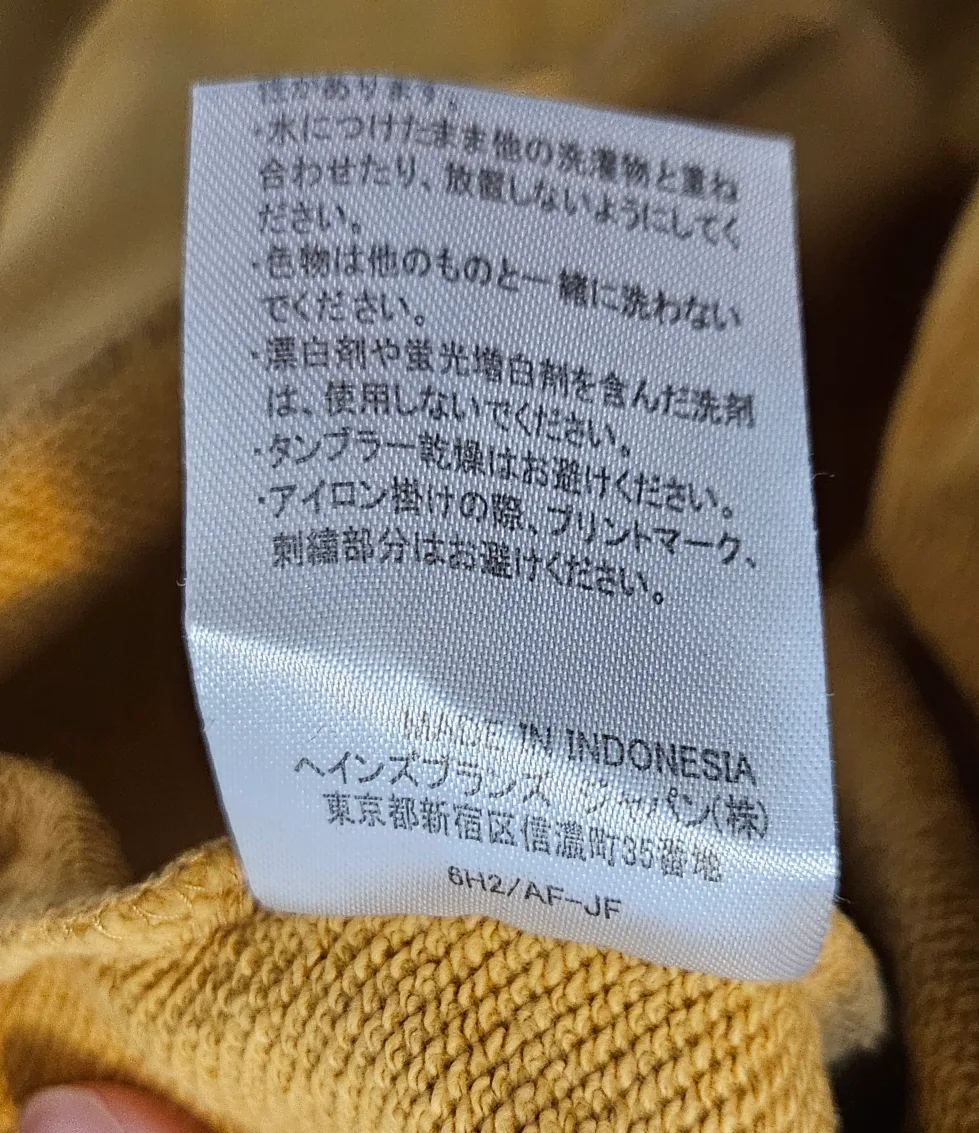 性があります。
・水につけたまま他の洗濯物と重ね
合わせたり、放置しないようにしてく
ださい。
・色物は他のものと一緒に洗わない
でください。
・漂白剤や蛍光増白剤を含んだ洗剤
は、使用しないでください。
・タンブラー乾燥はお避けください。
・アイロン掛けの際、プリントマーク、
刺繍部分はお避けください。
MADE IN INDONESIA
ヘインズブランズ ジャパン(株)
東京都新宿区信濃町35番地
6H2/AF-JF